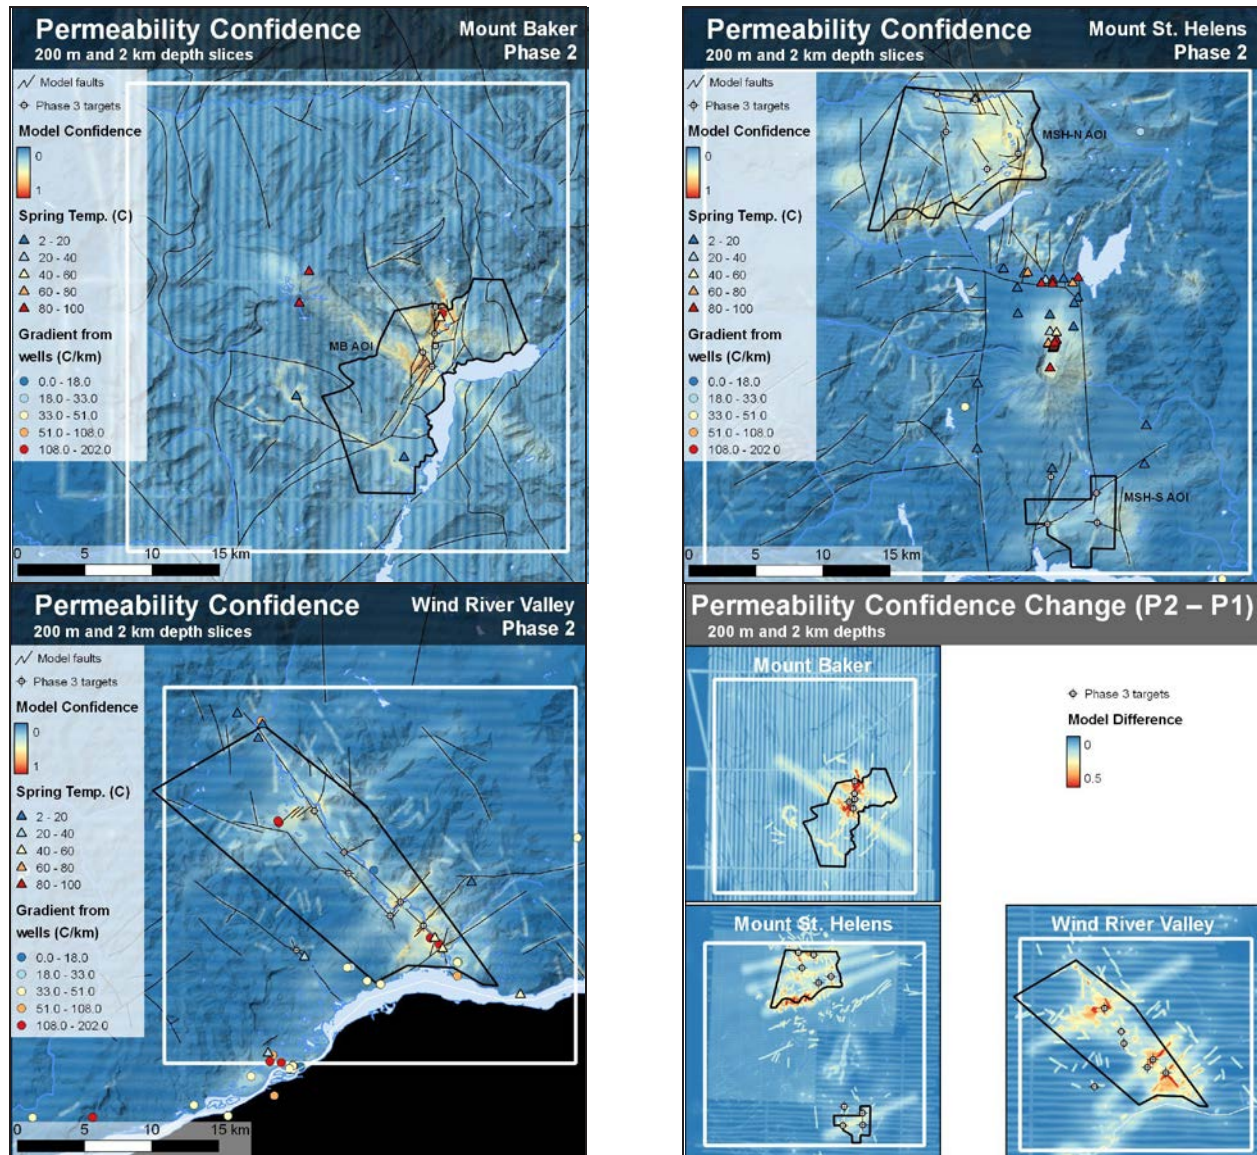 Permeability Confidence
Mount Baker
200 m and 2 km depth slices
Phase 2
Model faults
Phase 3 targets
Model Confidence
0
1
Spring Temp. (C)
2 - 20
20 - 40
40 - 60
60 - 80
80 - 100
Gradient from
wells (C/km)
0.0 - 18.0
18.0 - 33.0
33.0 - 51.0
51.0 - 108.0
108.0 - 202.0
MB AOI
0 5 10 15 km
Permeability Confidence
Mount St. Helens
200 m and 2 km depth slices
Phase 2
Model faults
Phase 3 targets
Model Confidence
0
1
Spring Temp. (C)
2 - 20
20 - 40
40 - 60
60 - 80
80 - 100
Gradient from
wells (C/km)
0.0 - 18.0
18.0 - 33.0
33.0 - 51.0
51.0 - 108.0
108.0 - 202.0
MSH-N AOI
MSH-S AOI
0 5 10 15 km
Permeability Confidence
Wind River Valley
200 m and 2 km depth slices
Phase 2
Model faults
Phase 3 targets
Model Confidence
0
1
Spring Temp. (C)
2 - 20
20 - 40
40 - 60
60 - 80
80 - 100
Gradient from
wells (C/km)
0.0 - 18.0
18.0 - 33.0
33.0 - 51.0
51.0 - 108.0
108.0 - 202.0
0 5 10 15 km
Permeability Confidence Change (P2 – P1)
200 m and 2 km depths
Mount Baker
Phase 3 targets
Model Difference
0
0.5
Mount St. Helens
Wind River Valley